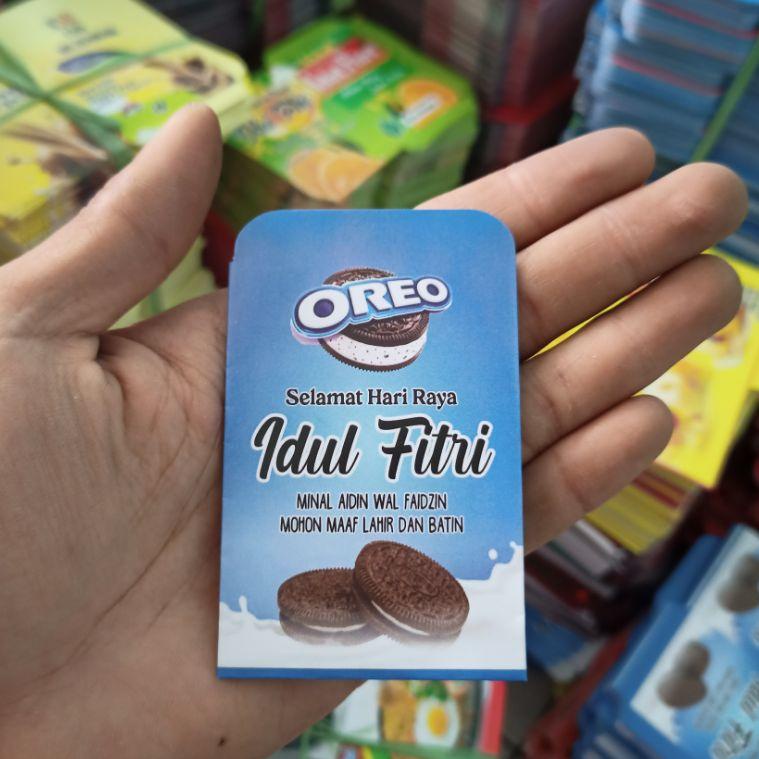 OREO
Selamat Hari Raya
Idul Fitri
MINAL AIDIN WAL FAIDZIN
MOHON MAAF LAHIR DAN BATIN